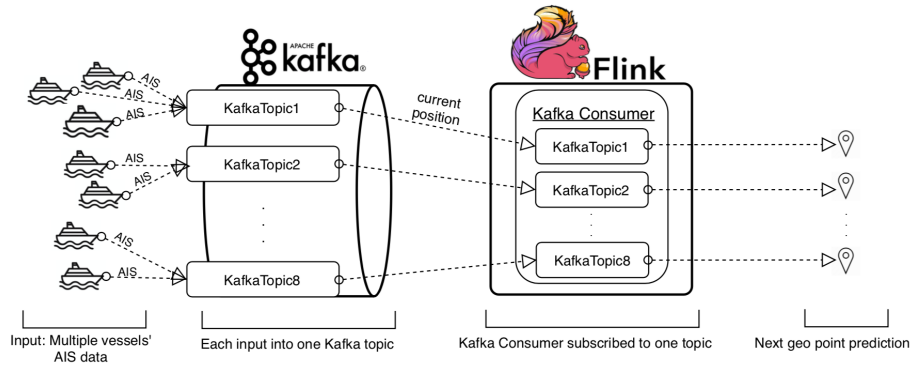 APACHE
kafka®
Flink
AIS
AIS
AIS
KafkaTopic1
current
position
Kafka Consumer
KafkaTopic1
AIS
AIS
KafkaTopic2
KafkaTopic2
AIS
AIS
KafkaTopic8
KafkaTopic8
Input: Multiple vessels'
AIS data
Each input into one Kafka topic
Kafka Consumer subscribed to one topic
Next geo point prediction